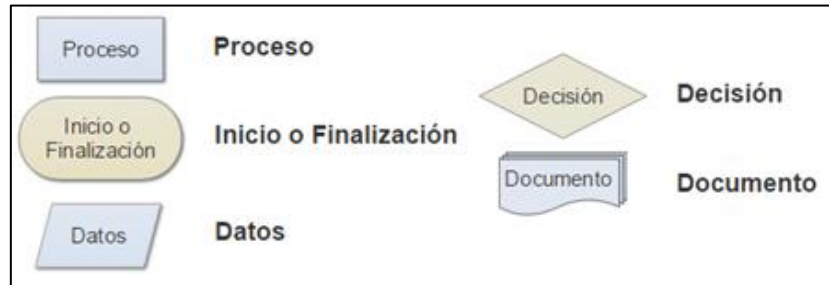 Proceso
Proceso
Inicio o
Finalización
Inicio o Finalización
Datos
Datos
Decisión
Decisión
Documento
Documento